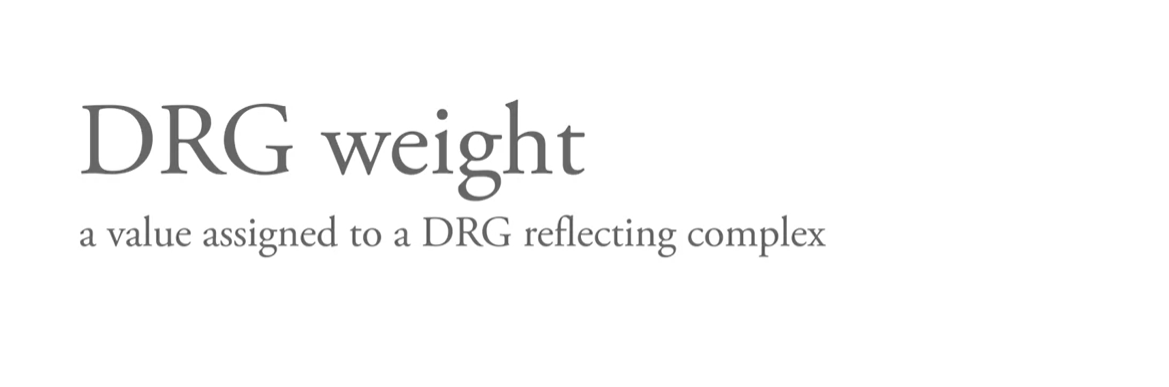 DRG weight
a value assigned to a DRG reflecting complex